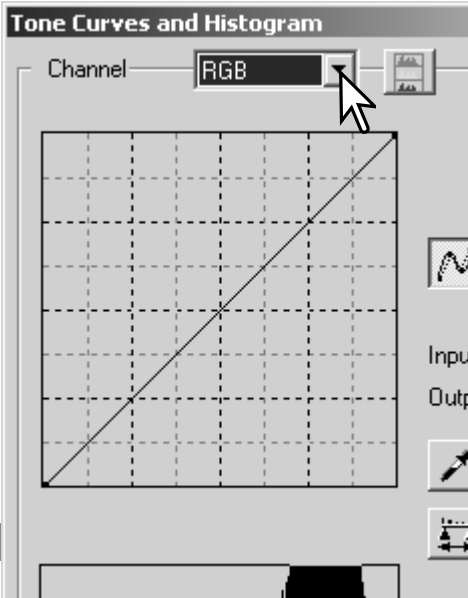 Tone Curves and Histogram
Channel
RGB
Inpu
Outp